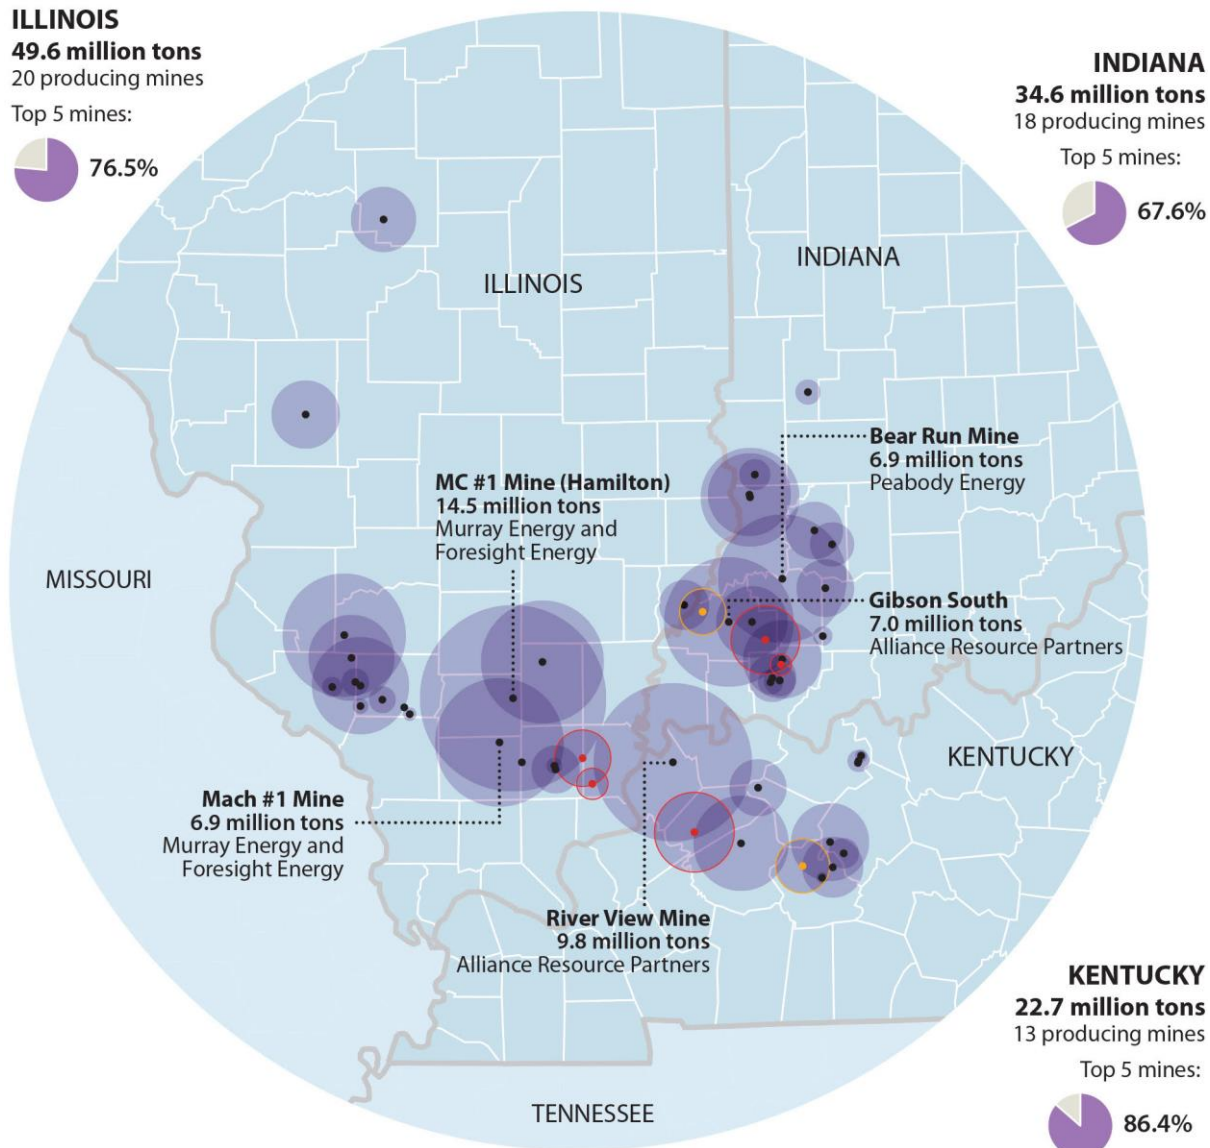 ILLINOIS
49.6 million tons
20 producing mines
Top 5 mines:
76.5%
INDIANA
34.6 million tons
18 producing mines
Top 5 mines:
67.6%
INDIANA
ILLINOIS
Bear Run Mine
6.9 million tons
Peabody Energy
MC #1 Mine (Hamilton)
14.5 million tons
Murray Energy and
Foresight Energy
MISSOURI
Gibson South
7.0 million tons
Alliance Resource Partners
KENTUCKY
Mach #1 Mine
6.9 million tons
Murray Energy and
Foresight Energy
River View Mine
9.8 million tons
Alliance Resource Partners
KENTUCKY
22.7 million tons
13 producing mines
Top 5 mines:
86.4%
TENNESSEE